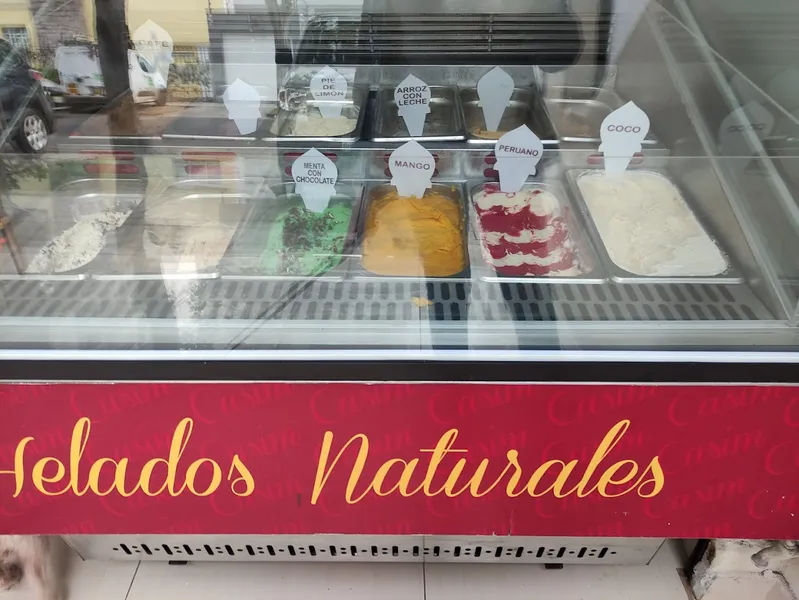 PIE
DE
LIMÓN
ARROZ
CON
LECHE
MENTA
CON
CHOCOLATE
MANGO
PERUANO
COCO
Helados Naturales